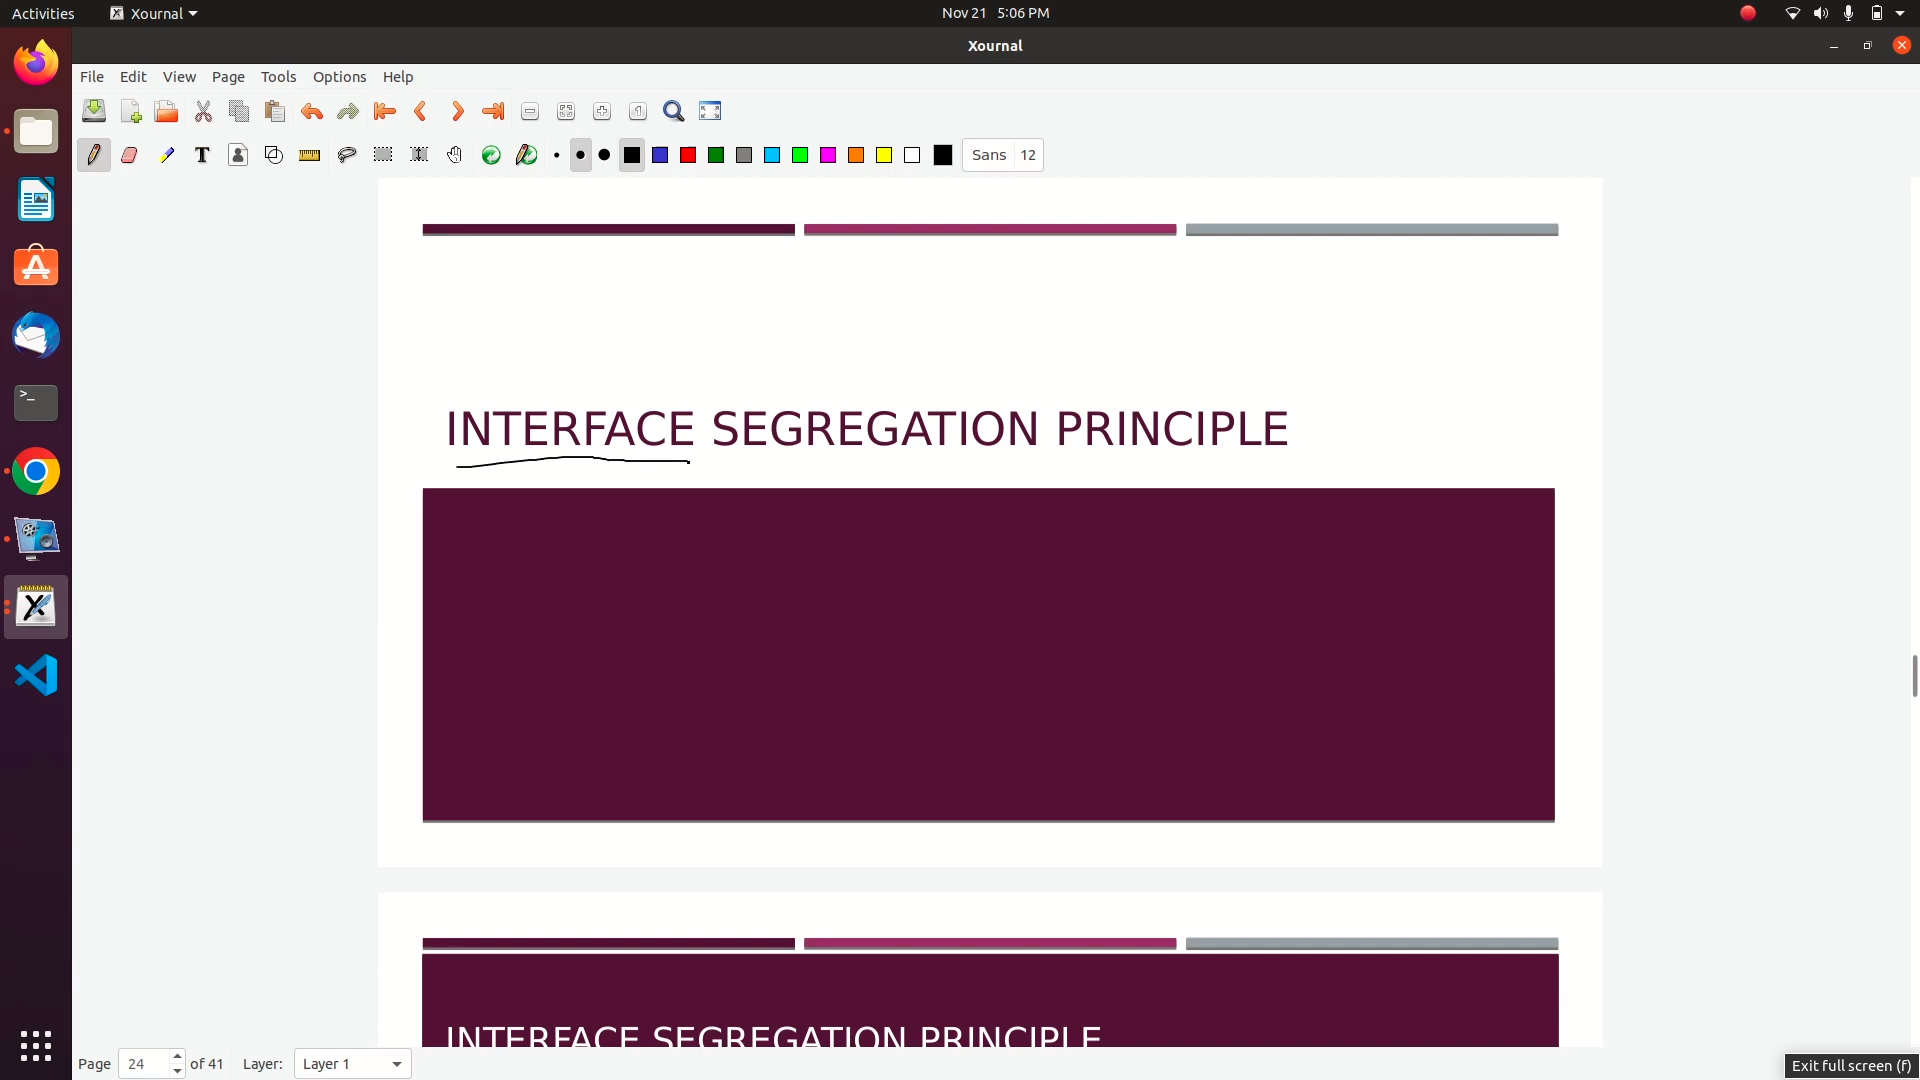 Activities Xournal Nov 21 5:06 PM
Xournal
File Edit View Page Tools Options Help
T Sans 12
INTERFACE SEGREGATION PRINCIPLE
INTERFACE SEGREGATION PRINCIPLE
Page 24 of 41 Layer: Layer 1
Exit full screen (f)